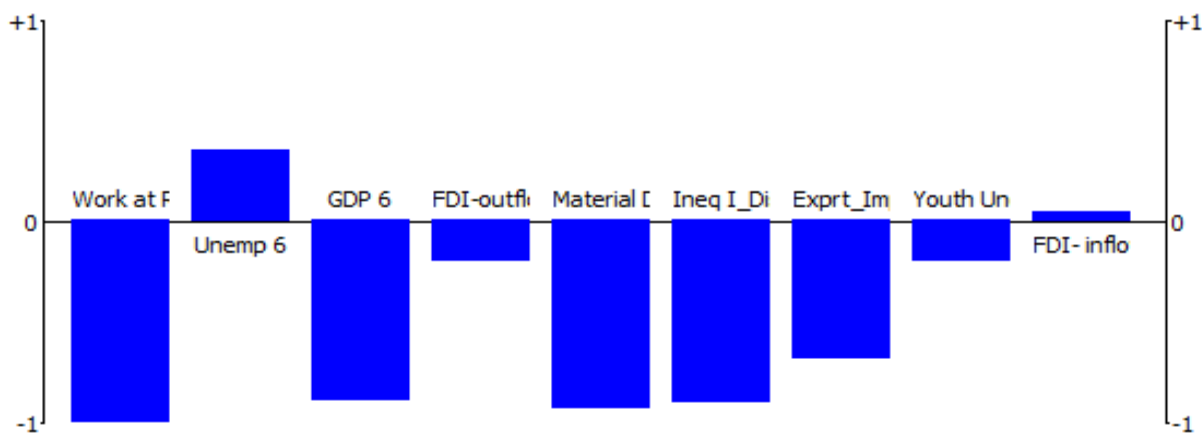 +1 +1
Work at F GDP 6 FDI-outfl Material D Ineq I_Di Exprt_Im Youth Un
0 0
Unemp 6 FDI- inflo
-1 -1